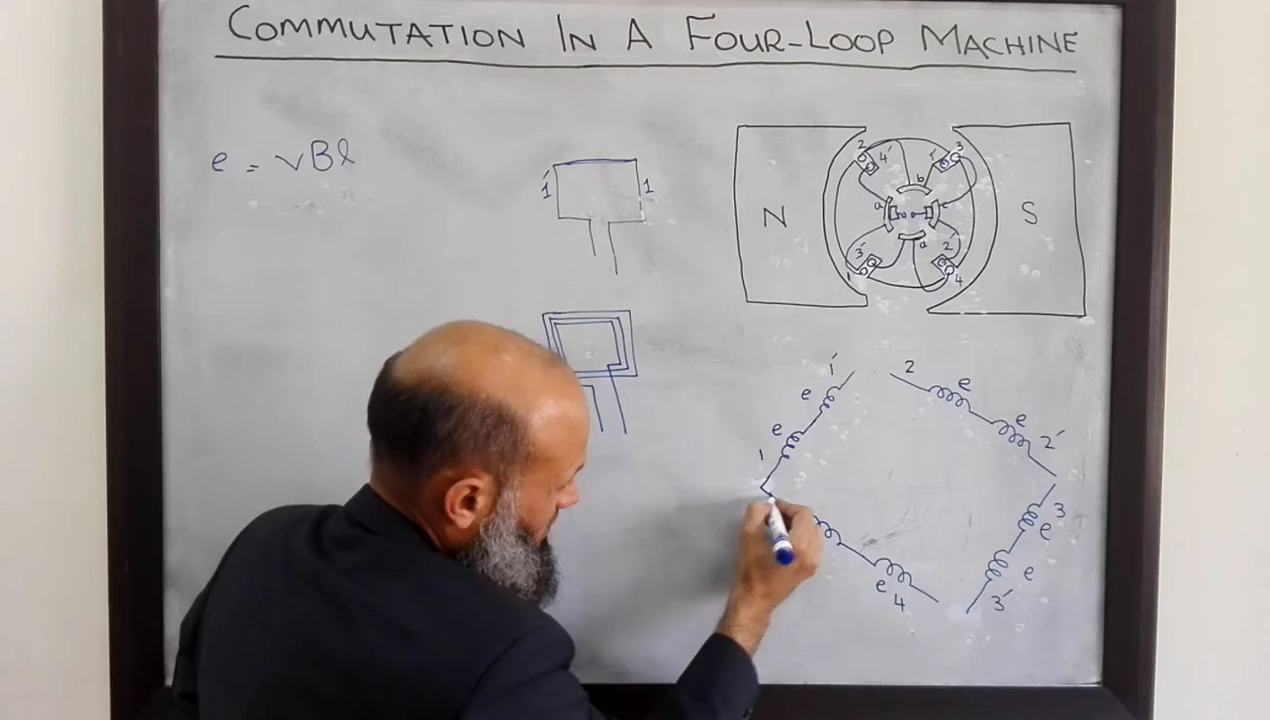 COMMUTATION IN A FOUR-LOOP MACHINE
e = vBl
1' 1
N S
2 4' 1' 3
a b c
d
3' 2'
1 4
1' 2
e e
e e
1 2'
3
e
e e
4 3'